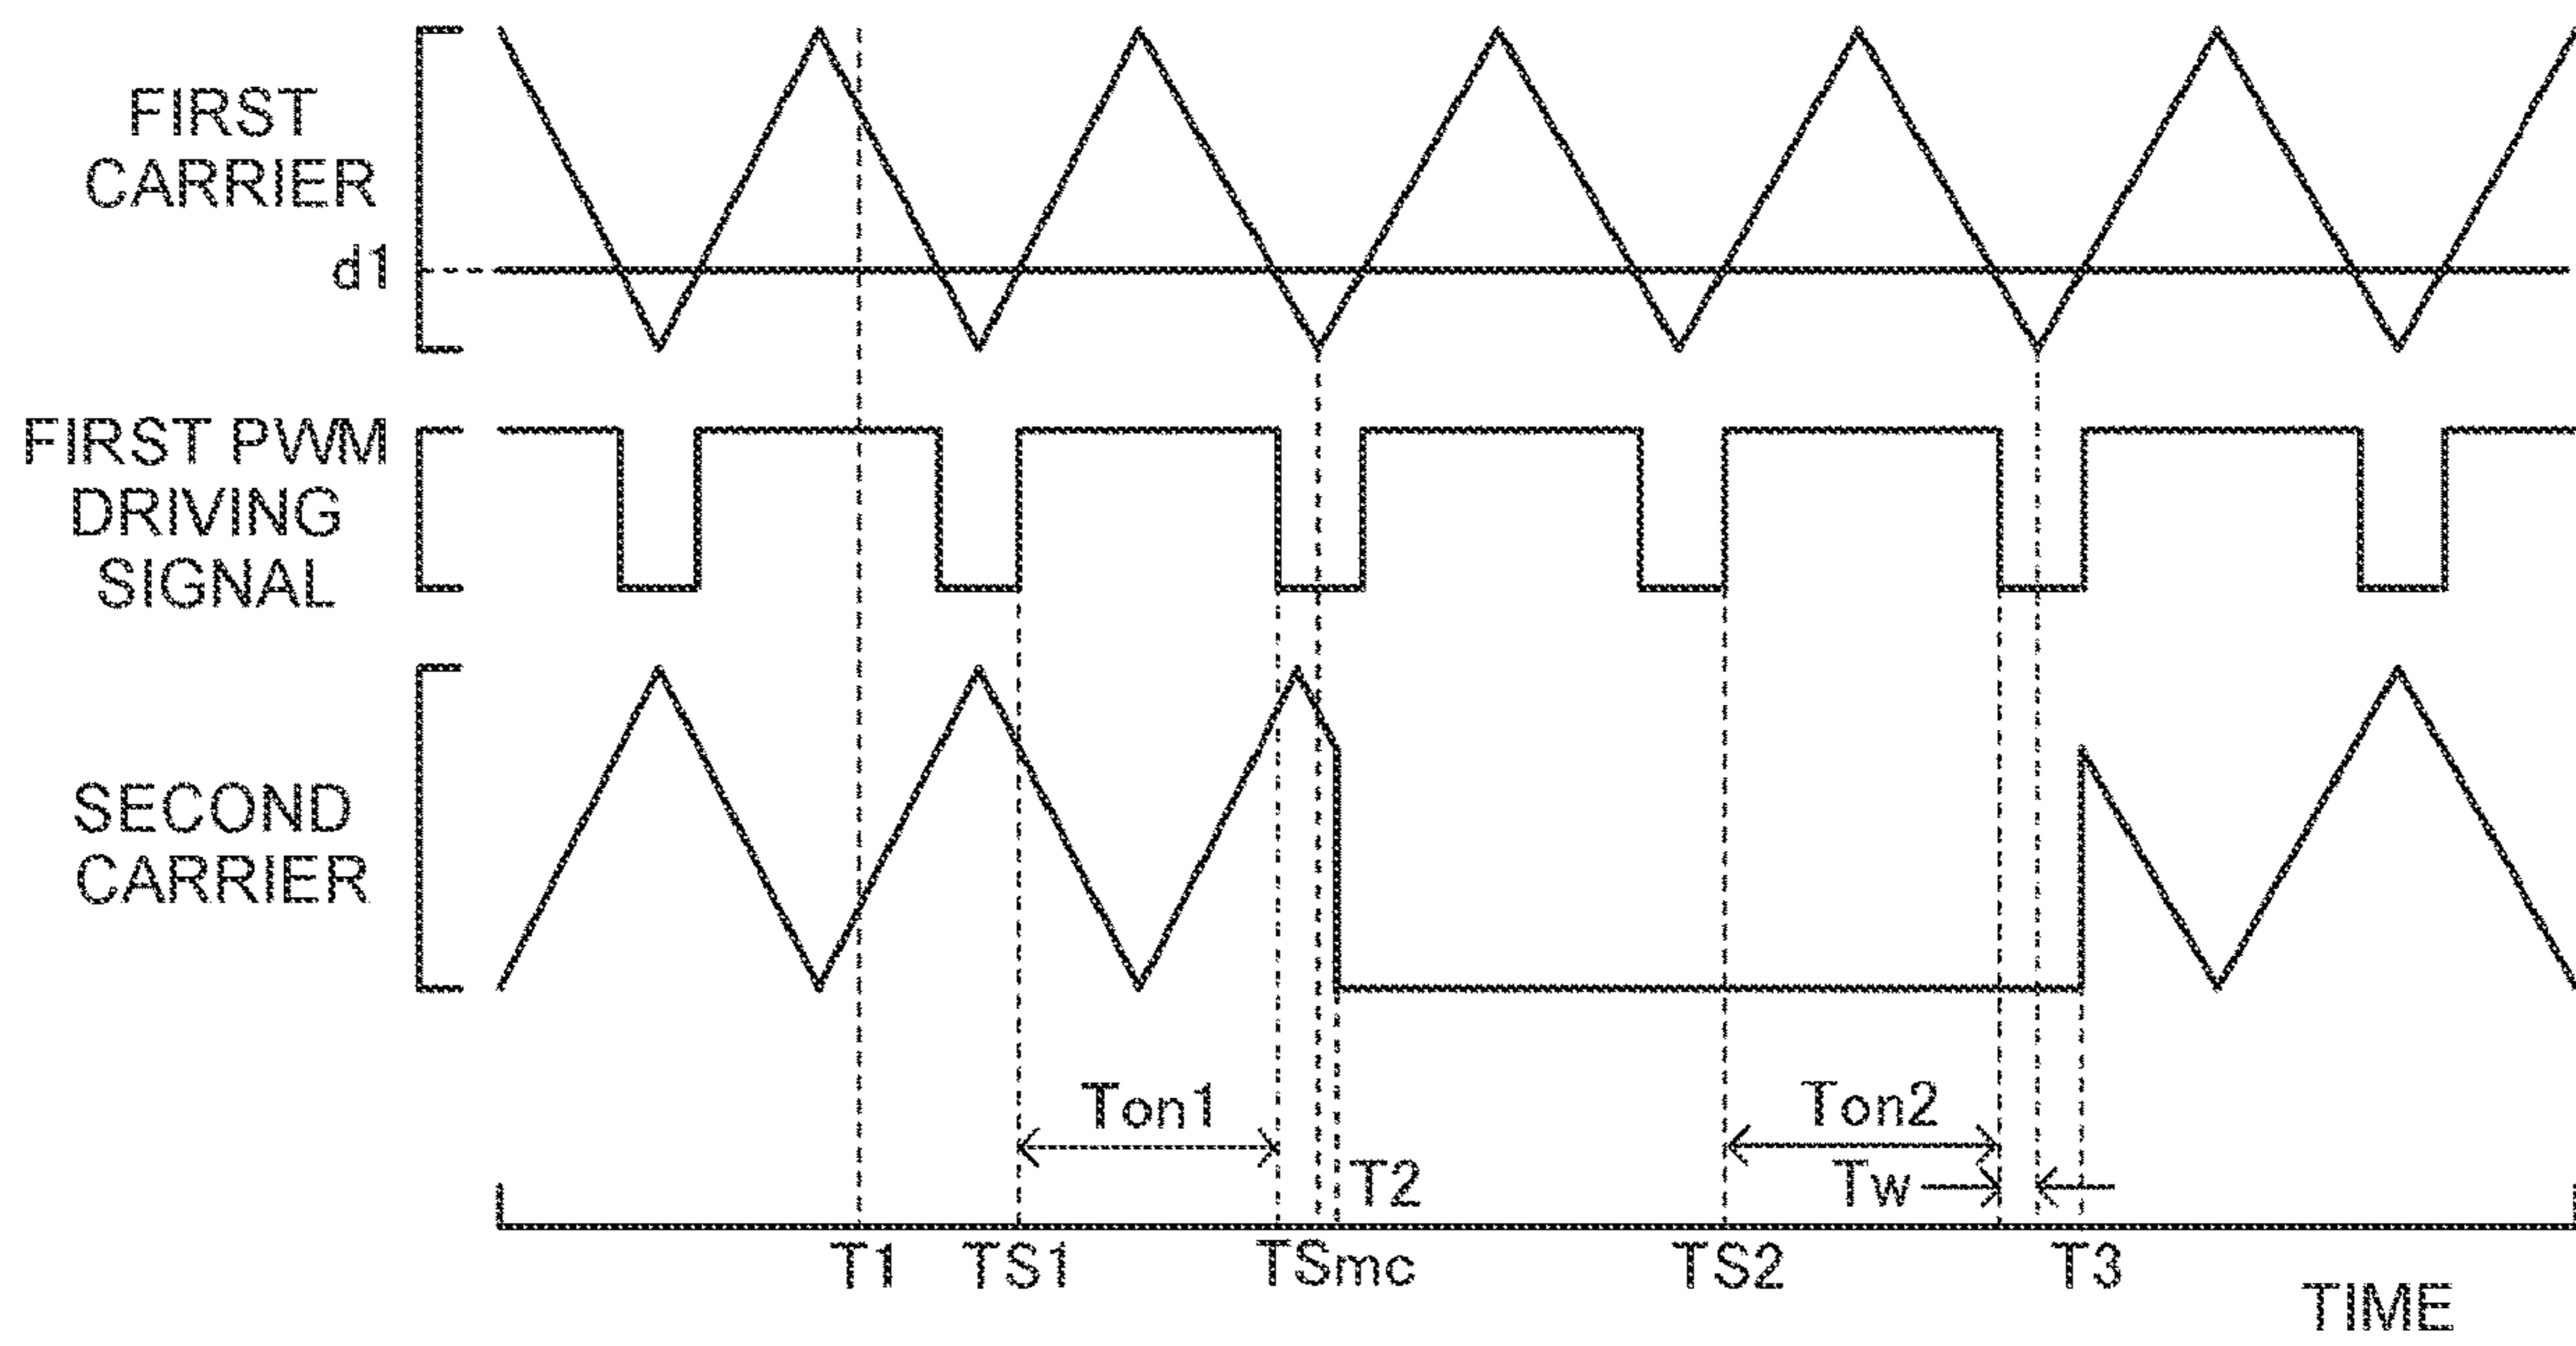 FIRST
CARRIER
d1
FIRST PWM
DRIVING
SIGNAL
SECOND
CARRIER
Ton1
Ton2
T2
Tw
T1
TS1
TSmc
TS2
T3
TIME